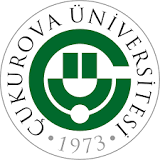 ÇUKUROVA ÜNİVERSİTESİ
• 1973 •